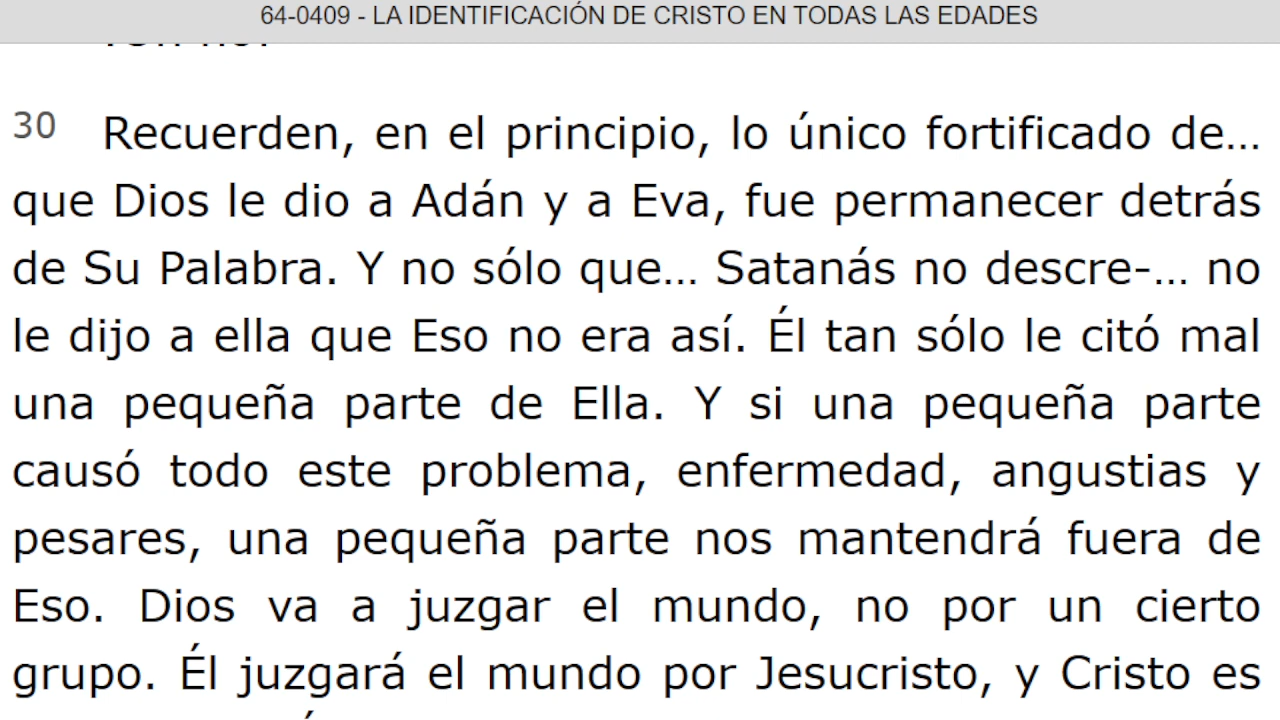 64-0409 - LA IDENTIFICACIÓN DE CRISTO EN TODAS LAS EDADES
30 Recuerden, en el principio, lo único fortificado de…
que Dios le dio a Adán y a Eva, fue permanecer detrás
de Su Palabra. Y no sólo que… Satanás no descre-… no
le dijo a ella que Eso no era así. Él tan sólo le citó mal
una pequeña parte de Ella. Y si una pequeña parte
causó todo este problema, enfermedad, angustias y
pesares, una pequeña parte nos mantendrá fuera de
Eso. Dios va a juzgar el mundo, no por un cierto
grupo. Él juzgará el mundo por Jesucristo, y Cristo es